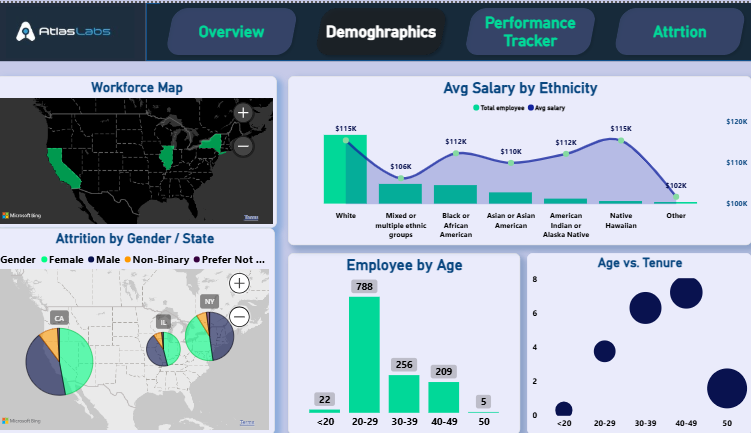 AtlasLabs
Overview
Demoghraphics
Performance
Tracker
Attrtion
Workforce Map
+
−
Microsoft Bing
Terms
Avg Salary by Ethnicity
Total employee Avg salary
$120K
$110K
$100K
$115K
$106K
$112K
$110K
$112K
$115K
$102K
White
Mixed or
multiple ethnic
groups
Black or
African
American
Asian or Asian
American
American
Indian or
Alaska Native
Native
Hawaiian
Other
Attrition by Gender / State
Gender Female Male Non-Binary Prefer Not ...
+
−
CA
IL
NY
Microsoft Bing
Terms
Employee by Age
22
788
256
209
5
<20
20-29
30-39
40-49
50
Age vs. Tenure
8
6
4
2
0
<20
20-29
30-39
40-49
50